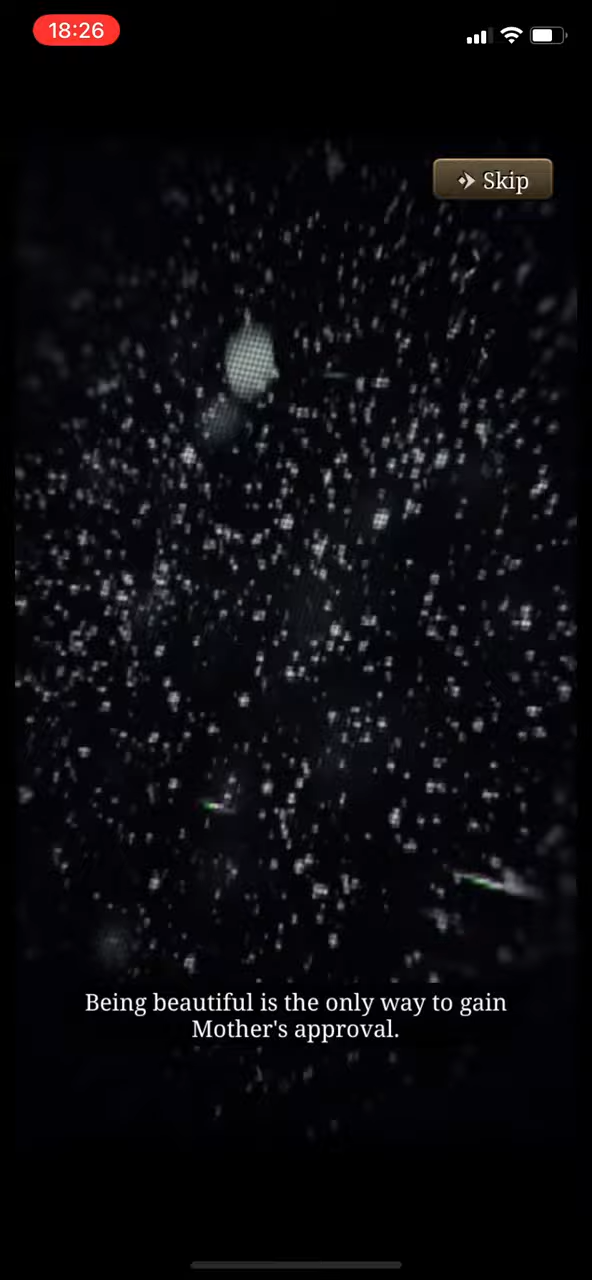 18:26
Skip
Being beautiful is the only way to gain
Mother's approval.